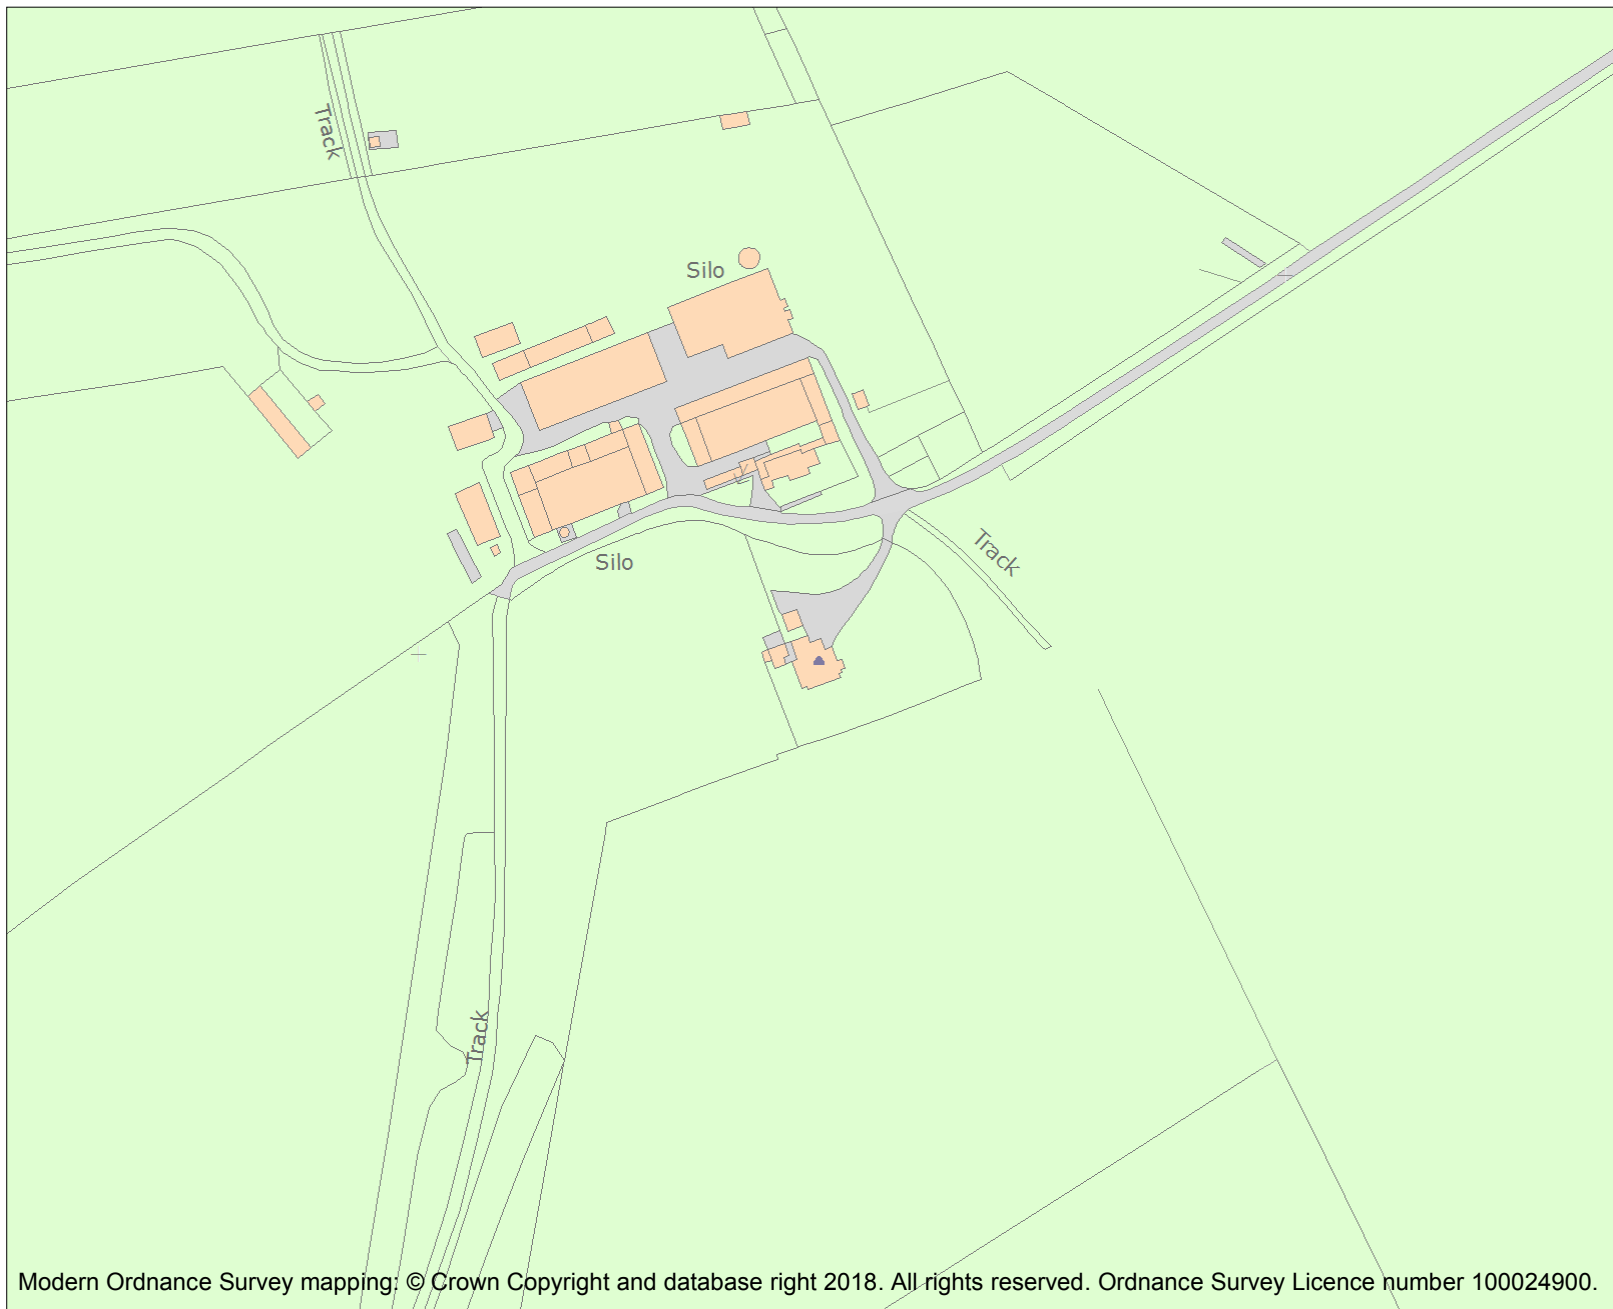 Track
Silo
Silo
Track
Track
Modern Ordnance Survey mapping: © Crown Copyright and database right 2018. All rights reserved. Ordnance Survey Licence number 100024900.